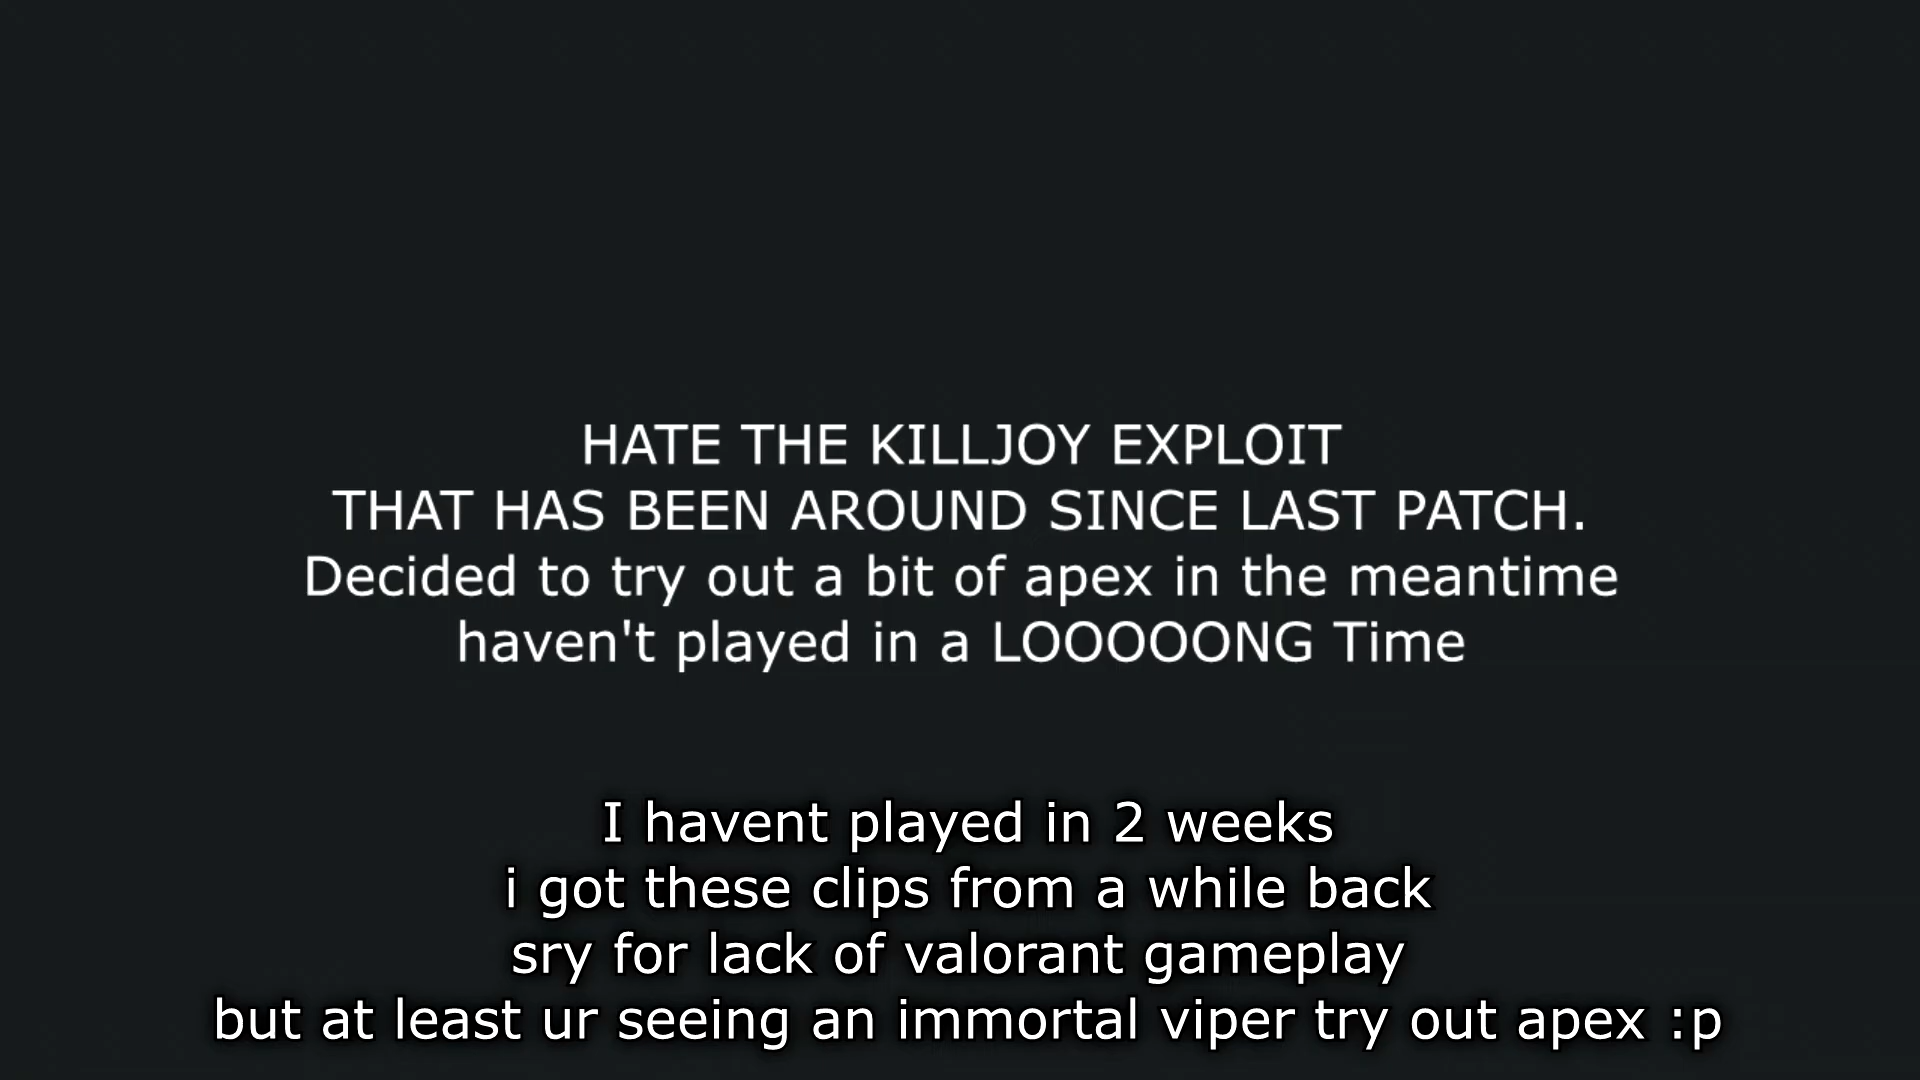 HATE THE KILLJOY EXPLOIT
THAT HAS BEEN AROUND SINCE LAST PATCH.
Decided to try out a bit of apex in the meantime
haven't played in a LOOOOONG Time
I havent played in 2 weeks
i got these clips from a while back
sry for lack of valorant gameplay
but at least ur seeing an immortal viper try out apex :p